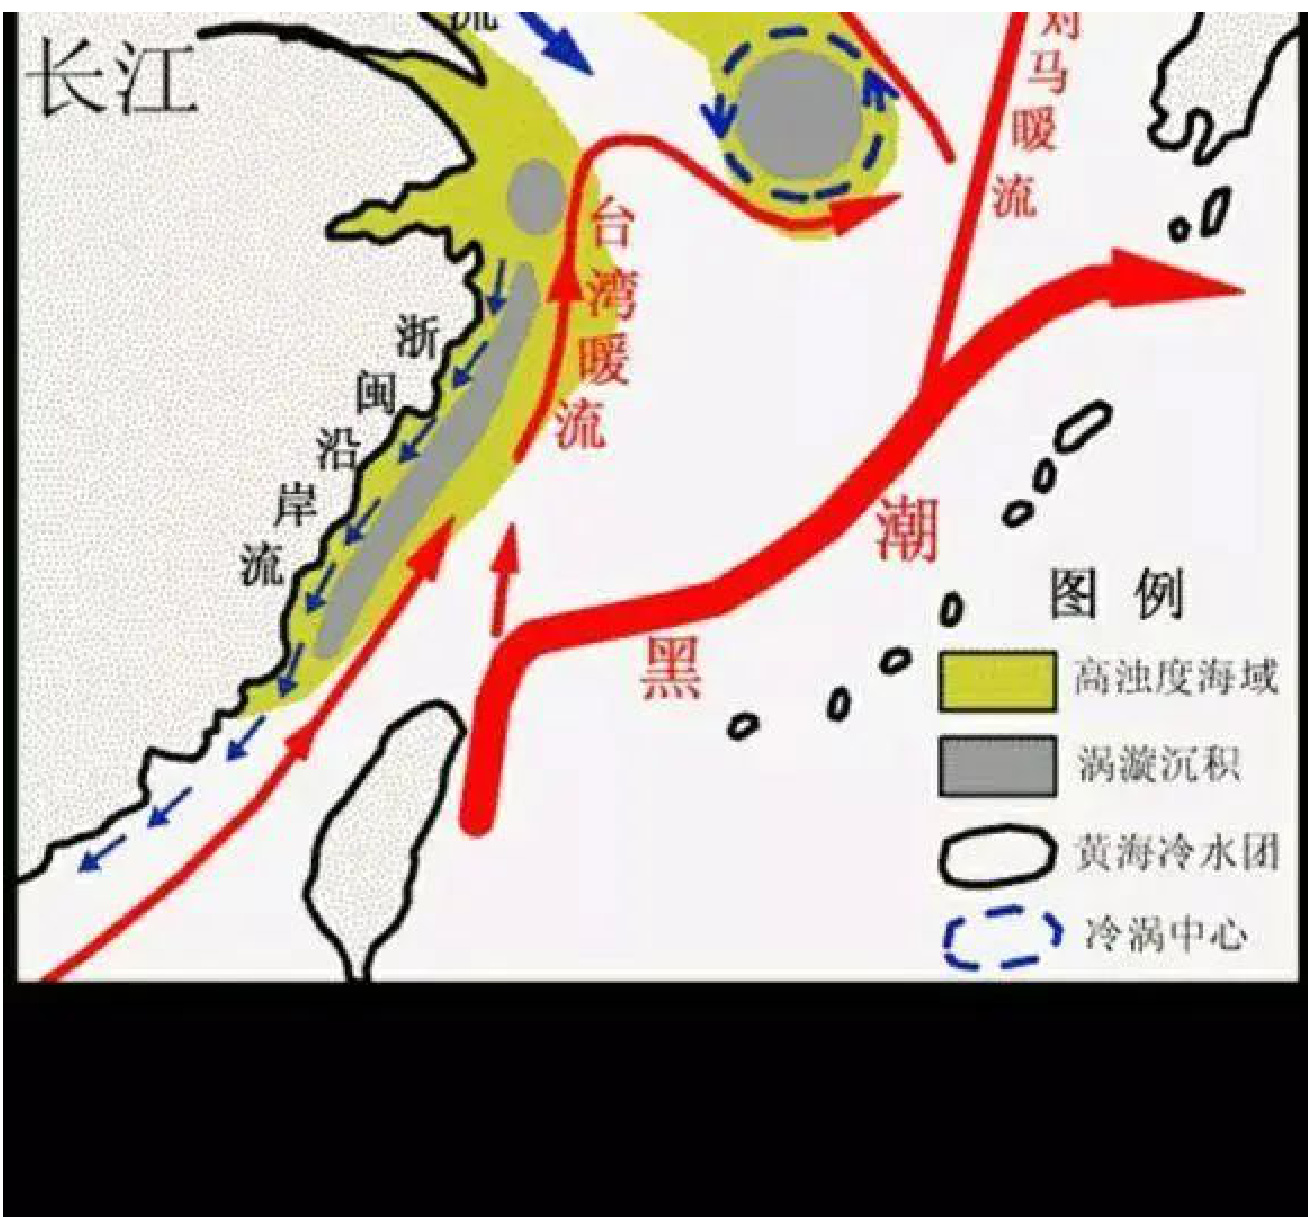 流
长江
对马暖流
台湾暖流
浙闽沿岸流
黑潮
图 例
高浊度海域
涡漩沉积
黄海冷水团
冷涡中心